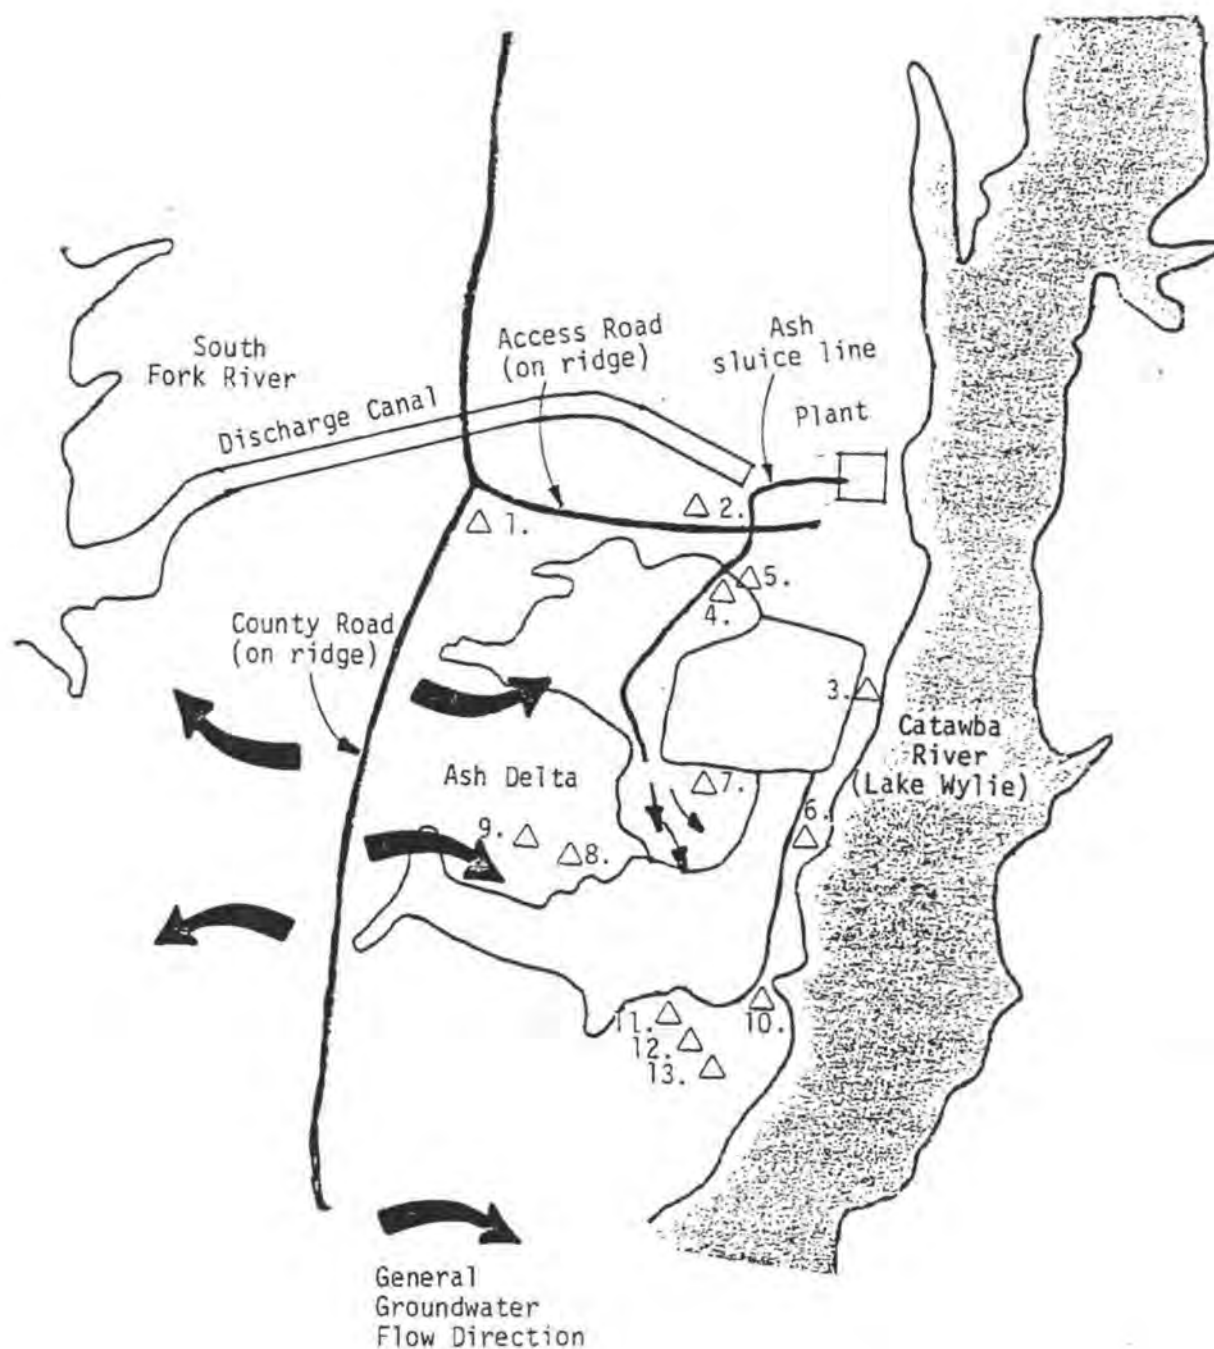 South
Fork River
Discharge Canal
Access Road
(on ridge)
Ash
sluice line
Plant
1.
2.
5.
4.
County Road
(on ridge)
3.
Catawba
River
(Lake Wylie)
Ash Delta
7.
6.
9.
8.
11.
10.
12.
13.
General
Groundwater
Flow Direction